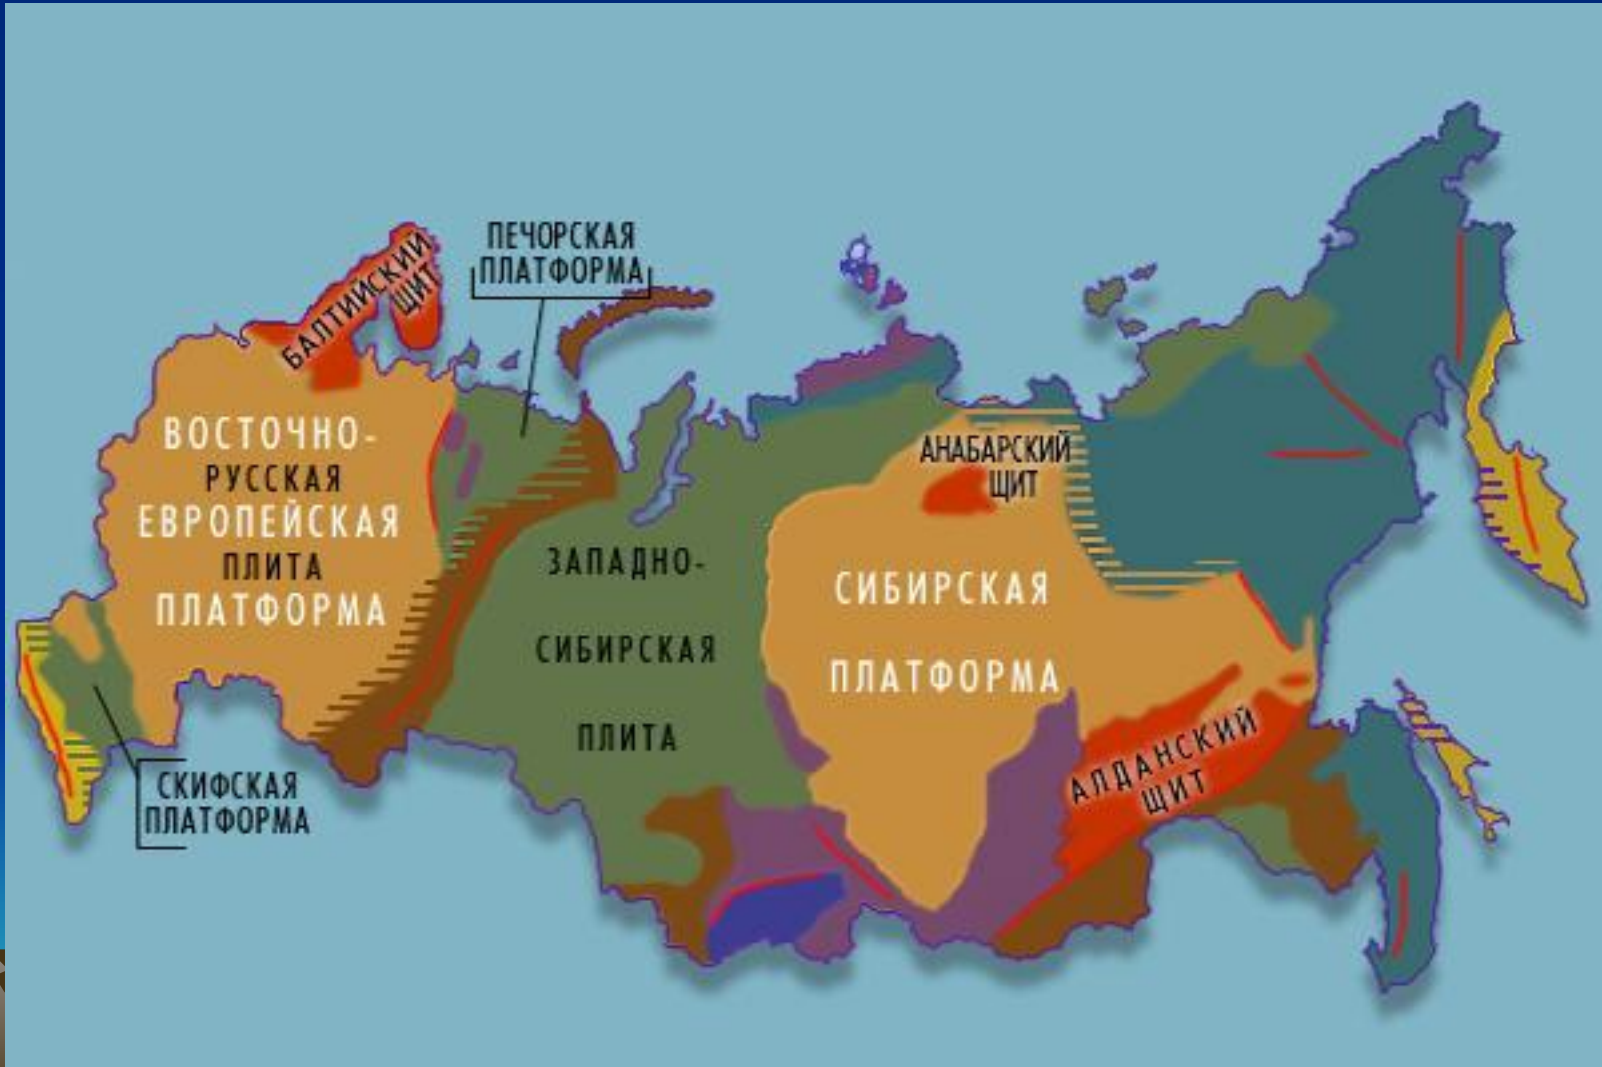 ПЕЧОРСКАЯ
ПЛАТФОРМА
БАЛТИЙСКИЙ
ЩИТ
ВОСТОЧНО-
РУССКАЯ
ЕВРОПЕЙСКАЯ
ПЛИТА
ПЛАТФОРМА
СКИФСКАЯ
ПЛАТФОРМА
ЗАПАДНО-
СИБИРСКАЯ
ПЛИТА
АНАБАРСКИЙ
ЩИТ
СИБИРСКАЯ
ПЛАТФОРМА
АЛДАНСКИЙ
ЩИТ